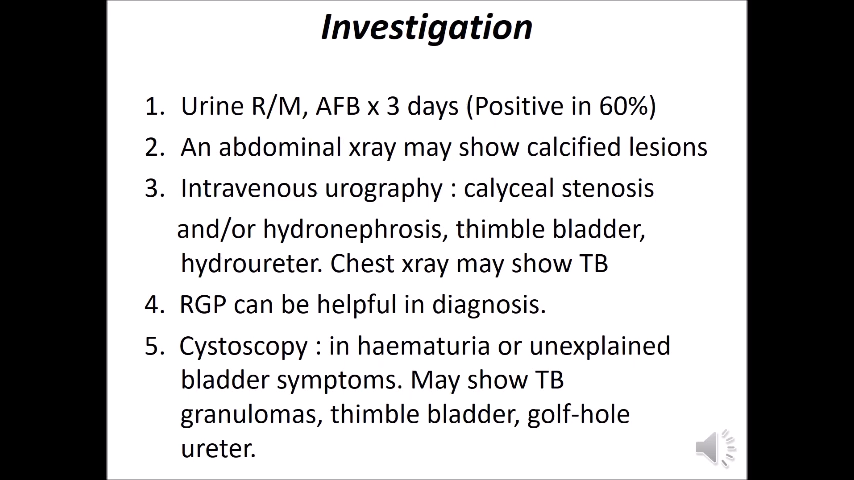 Investigation
1. Urine R/M, AFB x 3 days (Positive in 60%)
2. An abdominal xray may show calcified lesions
3. Intravenous urography : calyceal stenosis
and/or hydronephrosis, thimble bladder,
hydroureter. Chest xray may show TB
4. RGP can be helpful in diagnosis.
5. Cystoscopy : in haematuria or unexplained
bladder symptoms. May show TB
granulomas, thimble bladder, golf-hole
ureter.